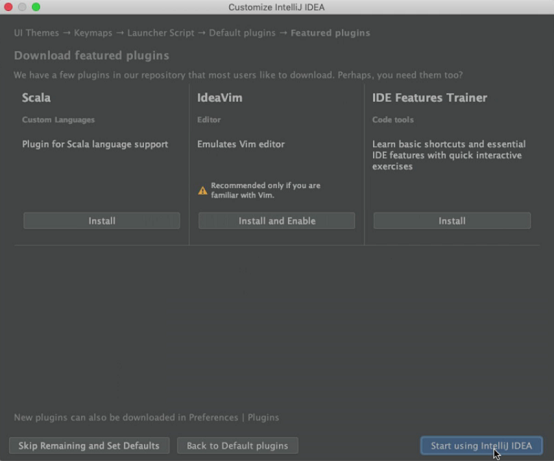 Customize IntelliJ IDEA
UI Themes → Keymaps → Launcher Script → Default plugins → Featured plugins
Download featured plugins
We have a few plugins in our repository that most users like to download. Perhaps, you need them too?
Scala
Custom Languages
Plugin for Scala language support
Install
IdeaVim
Editor
Emulates Vim editor
Recommended only if you are
familiar with Vim.
Install and Enable
IDE Features Trainer
Code tools
Learn basic shortcuts and essential
IDE features with quick interactive
exercises
Install
New plugins can also be downloaded in Preferences | Plugins
Skip Remaining and Set Defaults
Back to Default plugins
Start using IntelliJ IDEA